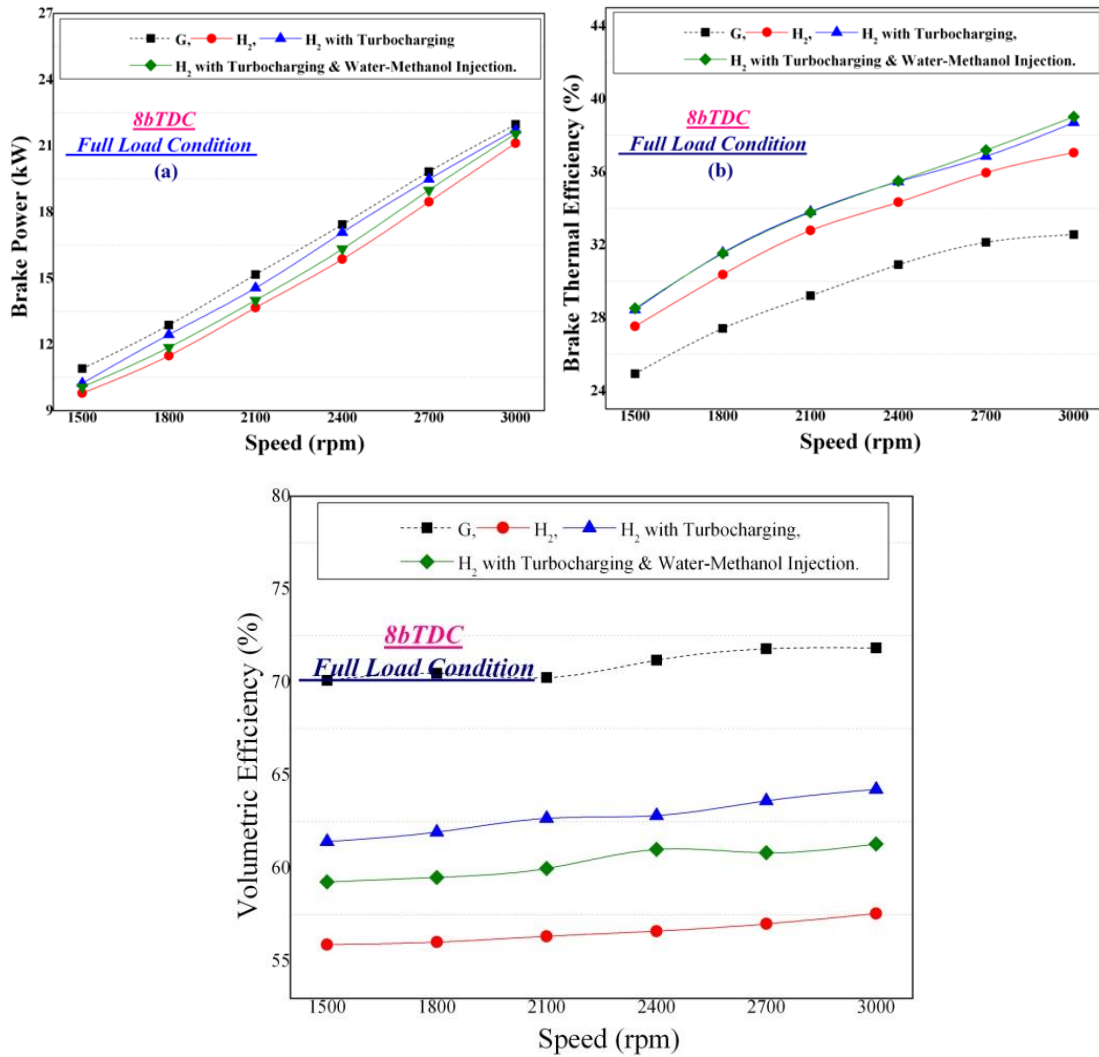 27
24
21
18
15
12
9
Brake Power (kW)
G, H2, H2 with Turbocharging
H2 with Turbocharging & Water-Methanol Injection.
8bTDC
Full Load Condition
(a)
1500 1800 2100 2400 2700 3000
Speed (rpm)
44
40
36
32
28
24
Brake Thermal Efficiency (%)
G, H2, H2 with Turbocharging,
H2 with Turbocharging & Water-Methanol Injection.
8bTDC
Full Load Condition
(b)
1500 1800 2100 2400 2700 3000
Speed (rpm)
80
75
70
65
60
55
Volumetric Efficiency (%)
G, H2, H2 with Turbocharging,
H2 with Turbocharging & Water-Methanol Injection.
8bTDC
Full Load Condition
1500 1800 2100 2400 2700 3000
Speed (rpm)